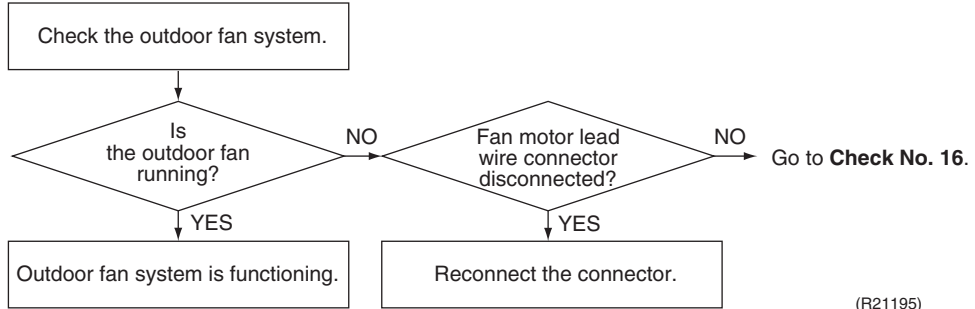 Check the outdoor fan system.
Is
the outdoor fan
running?
NO
Fan motor lead
wire connector
disconnected?
NO
Go to Check No. 16.
YES
YES
Outdoor fan system is functioning.
Reconnect the connector.
(R21195)